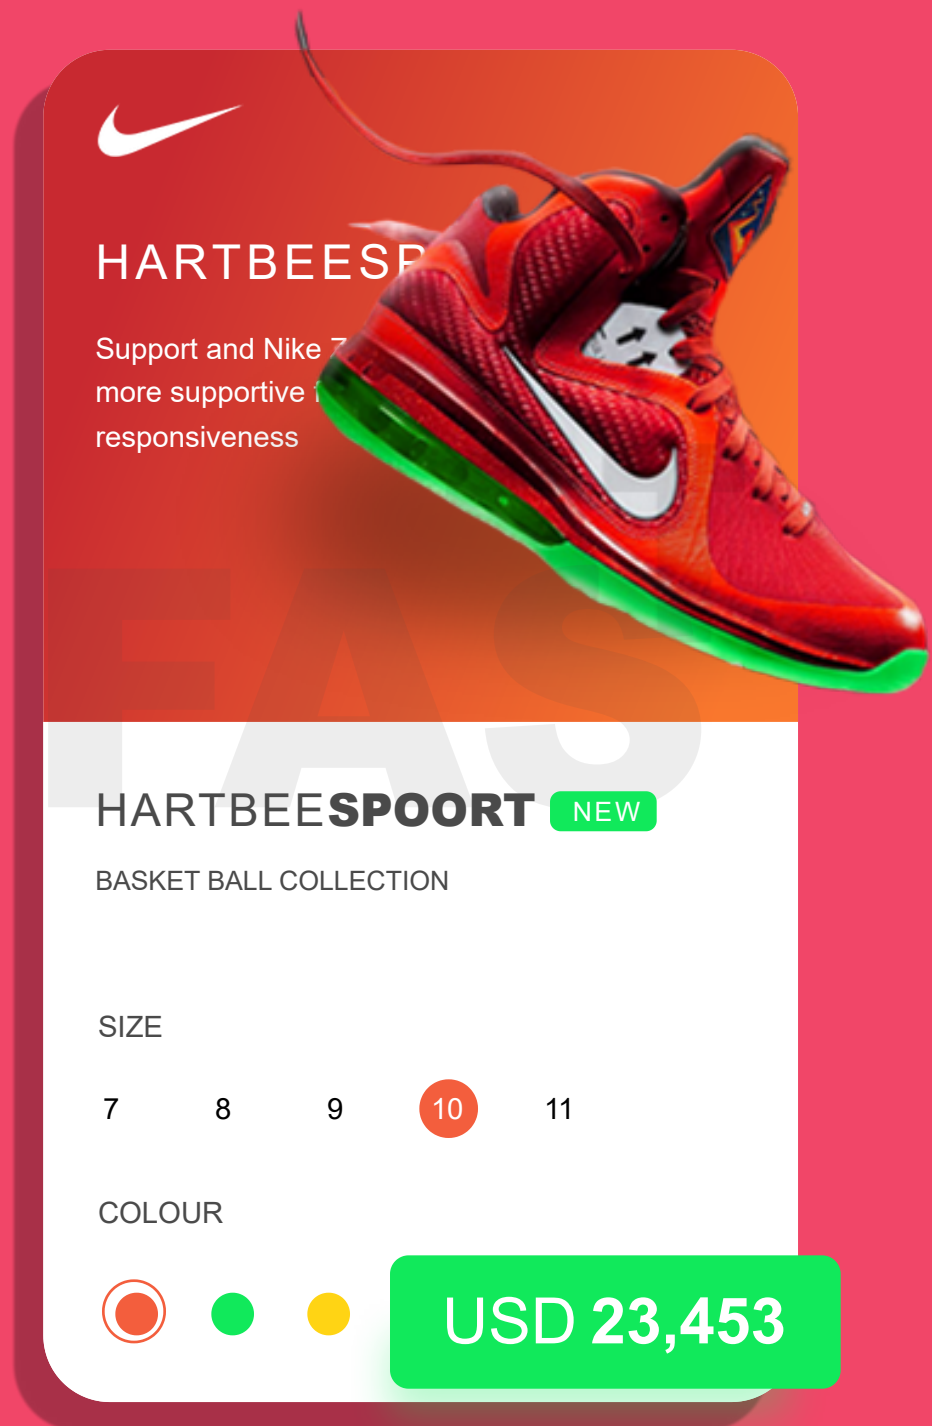 HARTBEESP
Support and Nike Z
more supportive f
responsiveness
FAS
HARTBEESPOORT NEW
BASKET BALL COLLECTION
SIZE
7 8 9 10 11
COLOUR
USD 23,453